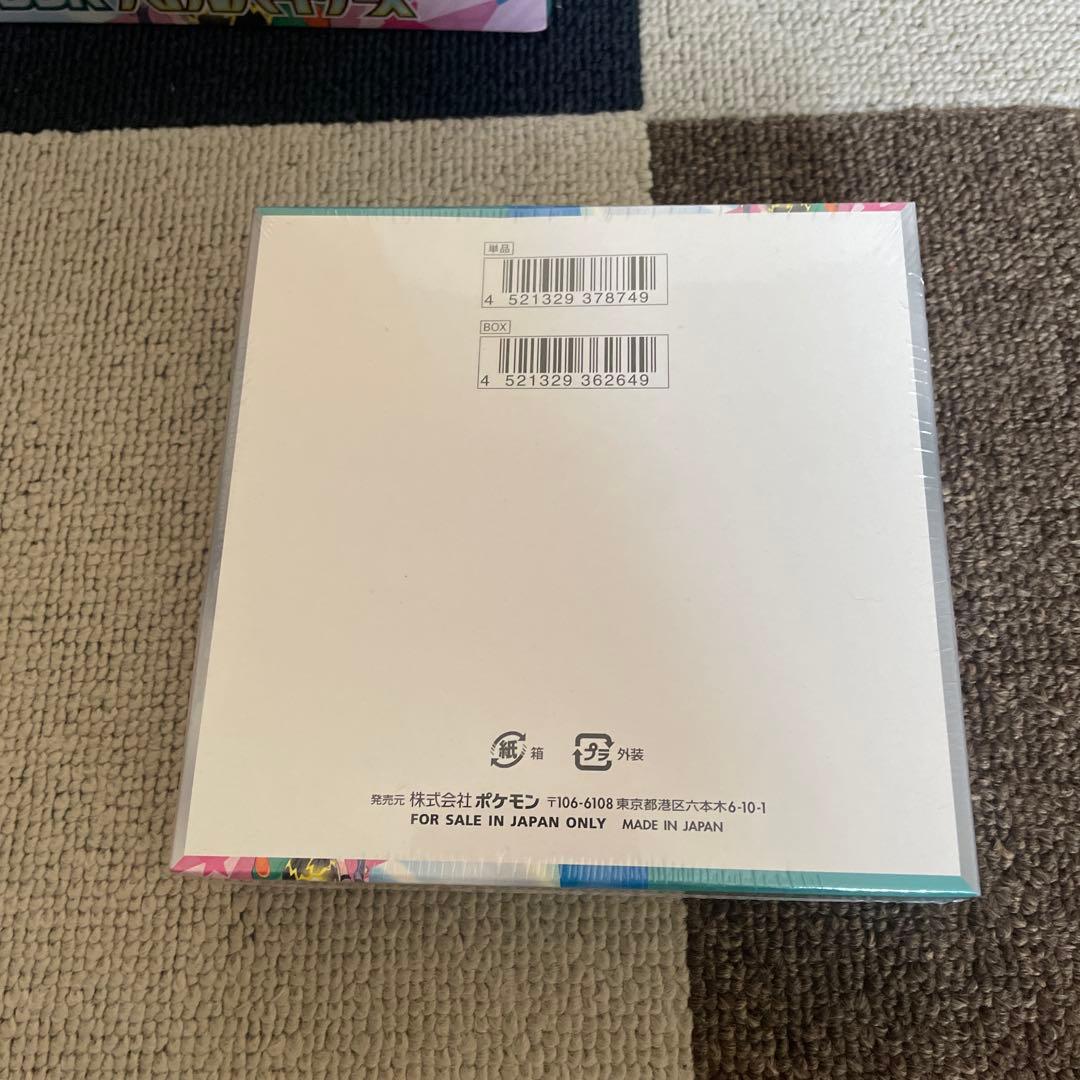 単品
4 521329 378749
BOX
4 521329 362649
紙 箱 プラ 外装
発売元 株式会社ポケモン 〒106-6108 東京都港区六本木6-10-1
FOR SALE IN JAPAN ONLY MADE IN JAPAN